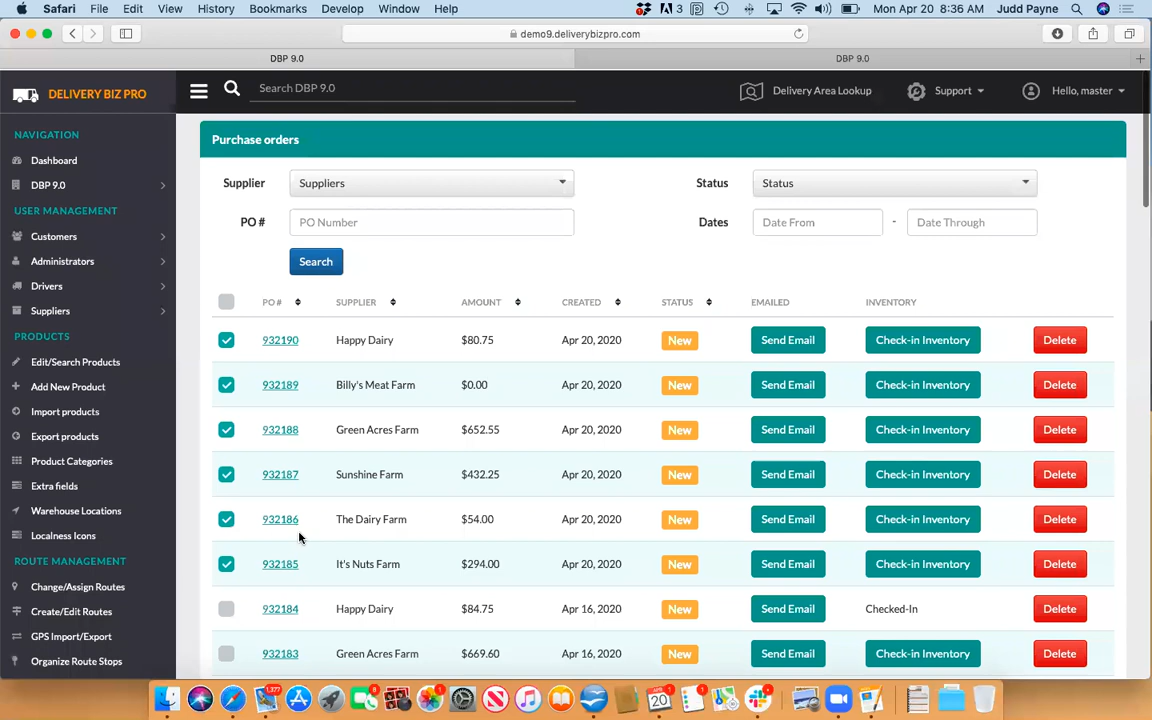 Safari File Edit View History Bookmarks Develop Window Help 3 Mon Apr 20 8:36 AM Judd Payne
demo9.deliverybizpro.com
DBP 9.0 DBP 9.0
DELIVERY BIZ PRO Search DBP 9.0 Delivery Area Lookup Support Hello, master
NAVIGATION
Dashboard
DBP 9.0
USER MANAGEMENT
Customers
Administrators
Drivers
Suppliers
PRODUCTS
Edit/Search Products
Add New Product
Import products
Export products
Product Categories
Extra fields
Warehouse Locations
Localness Icons
ROUTE MANAGEMENT
Change/Assign Routes
Create/Edit Routes
GPS Import/Export
Organize Route Stops
Purchase orders
Supplier Suppliers Status Status
PO # PO Number Dates Date From - Date Through
Search
PO # SUPPLIER AMOUNT CREATED STATUS EMAILED INVENTORY
932190 Happy Dairy $80.75 Apr 20, 2020 New Send Email Check-in Inventory Delete
932189 Billy's Meat Farm $0.00 Apr 20, 2020 New Send Email Check-in Inventory Delete
932188 Green Acres Farm $652.55 Apr 20, 2020 New Send Email Check-in Inventory Delete
932187 Sunshine Farm $432.25 Apr 20, 2020 New Send Email Check-in Inventory Delete
932186 The Dairy Farm $54.00 Apr 20, 2020 New Send Email Check-in Inventory Delete
932185 It's Nuts Farm $294.00 Apr 20, 2020 New Send Email Check-in Inventory Delete
932184 Happy Dairy $84.75 Apr 16, 2020 New Send Email Checked-In Delete
932183 Green Acres Farm $669.60 Apr 16, 2020 New Send Email Check-in Inventory Delete
1,377 8 20